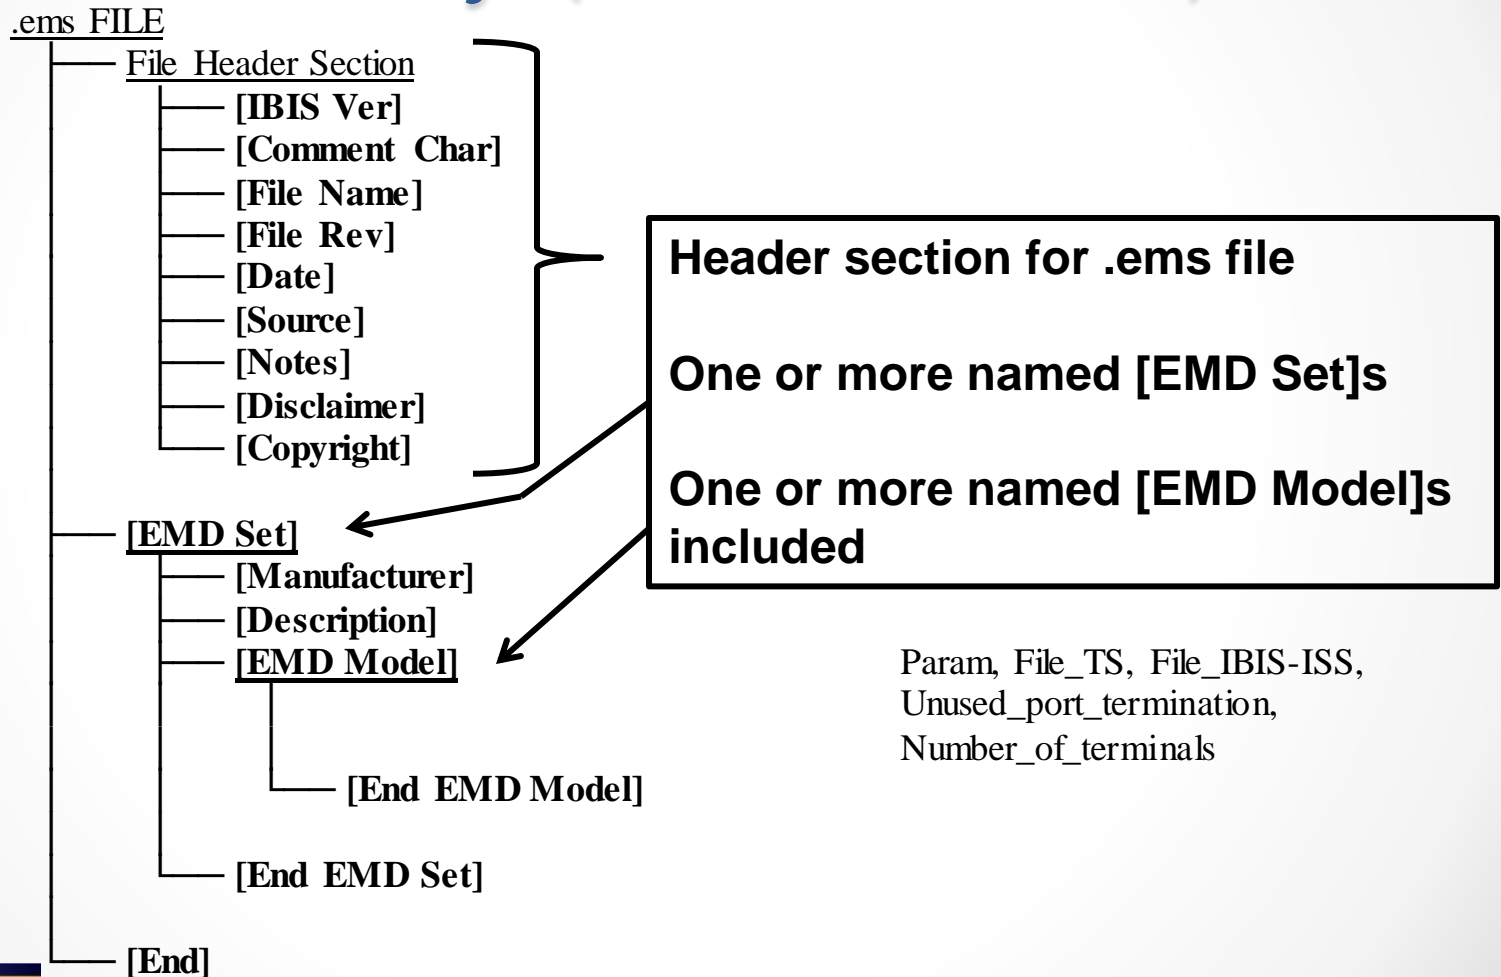 .ems FILE
File Header Section
[IBIS Ver]
[Comment Char]
[File Name]
[File Rev]
[Date]
[Source]
[Notes]
[Disclaimer]
[Copyright]
Header section for .ems file
One or more named [EMD Set]s
One or more named [EMD Model]s
included
[EMD Set]
[Manufacturer]
[Description]
[EMD Model]
Param, File_TS, File_IBIS-ISS,
Unused_port_termination,
Number_of_terminals
[End EMD Model]
[End EMD Set]
[End]